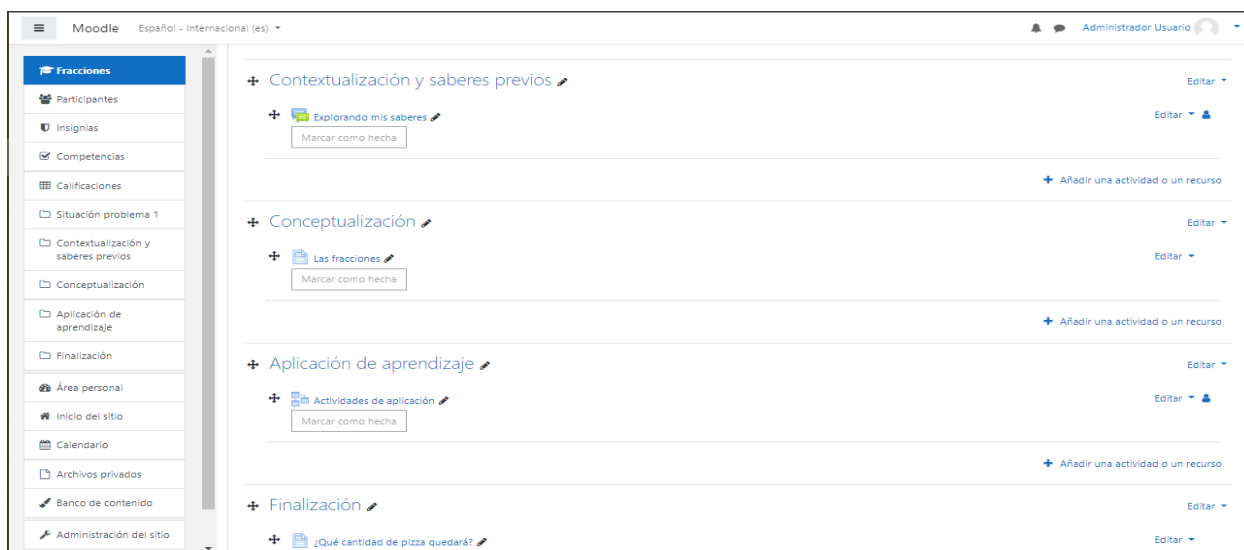 Moodle Español - Internacional (es) Administrador Usuario
Fracciones
Participantes
Insignias
Competencias
Calificaciones
Situación problema 1
Contextualización y
saberes previos
Conceptualización
Aplicación de
aprendizaje
Finalización
Área personal
Inicio del sitio
Calendario
Archivos privados
Banco de contenido
Administración del sitio
Contextualización y saberes previos Editar
Explorando mis saberes Editar
Marcar como hecha
Añadir una actividad o un recurso
Conceptualización Editar
Las fracciones Editar
Marcar como hecha
Añadir una actividad o un recurso
Aplicación de aprendizaje Editar
Actividades de aplicación Editar
Marcar como hecha
Añadir una actividad o un recurso
Finalización Editar
¿Qué cantidad de pizza quedará? Editar